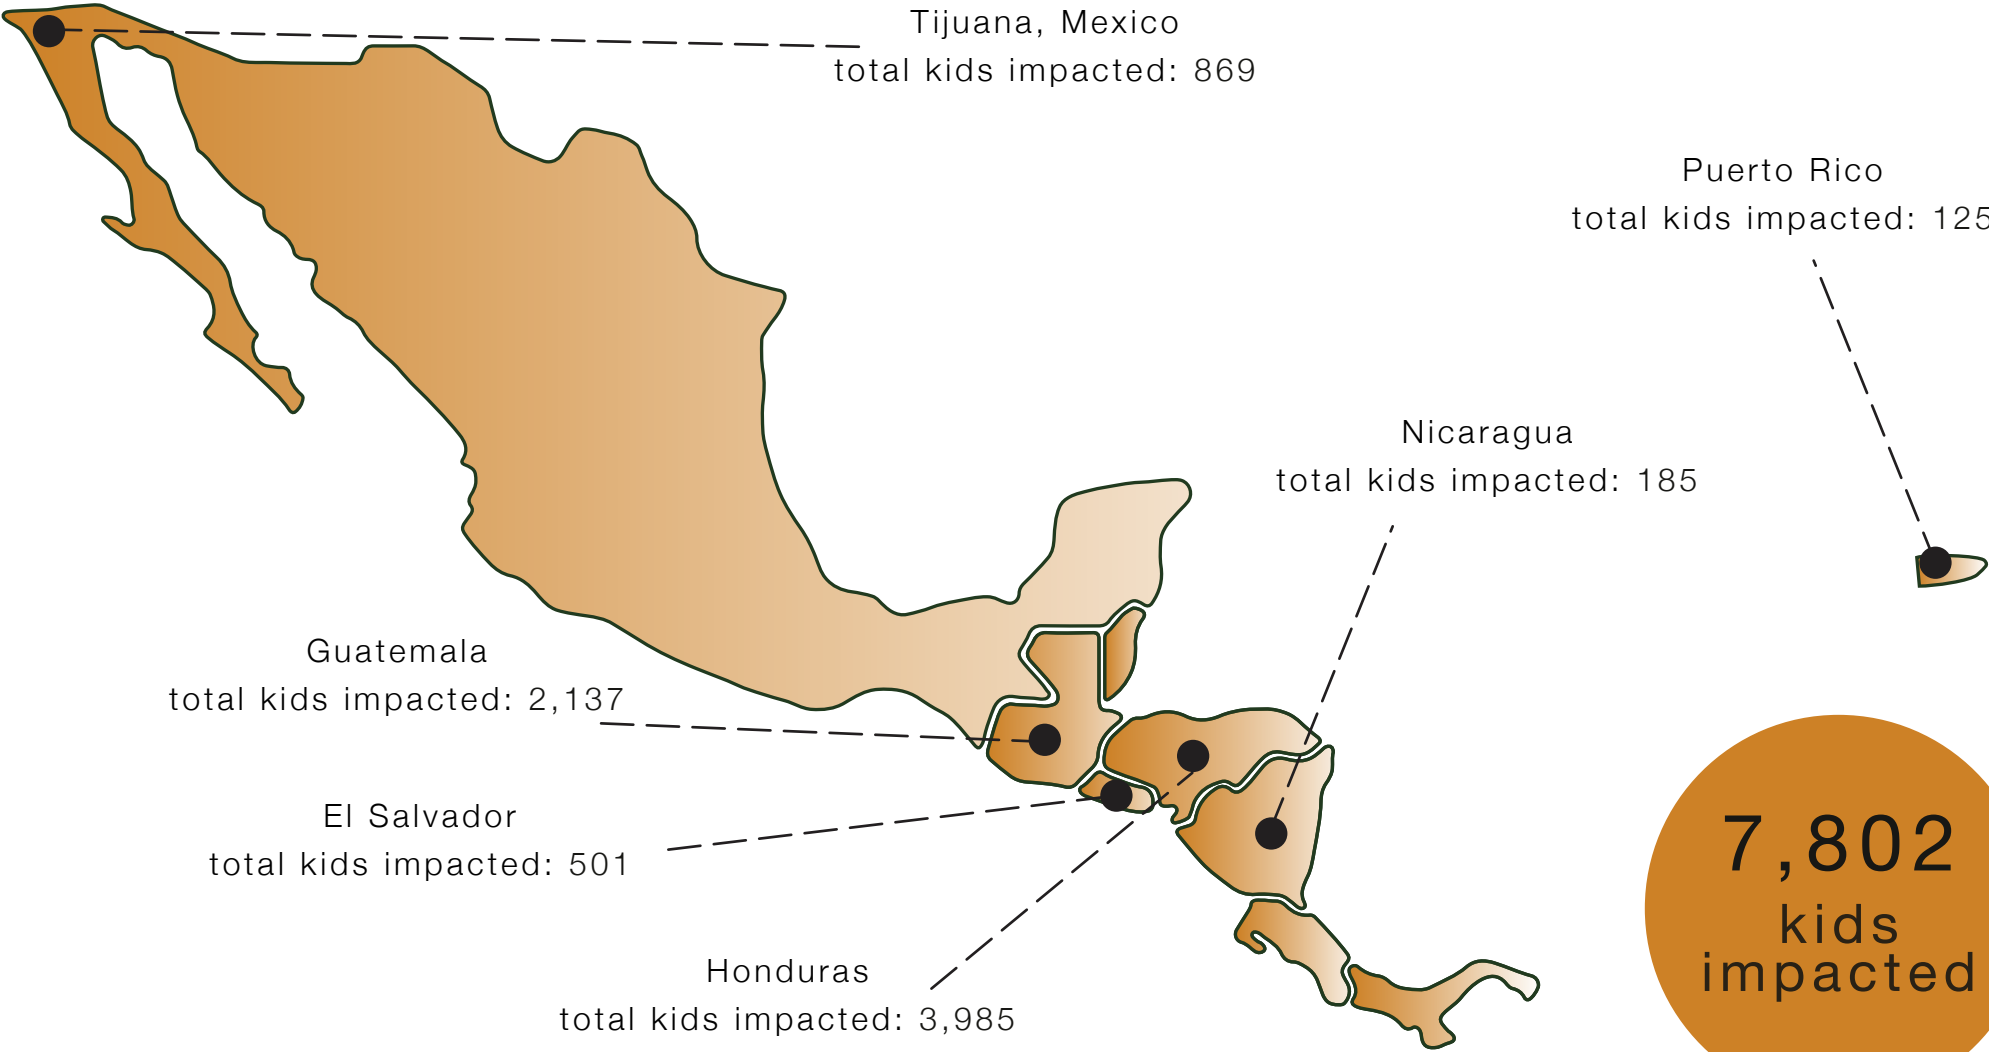 Tijuana, Mexico
total kids impacted: 869
Puerto Rico
total kids impacted: 125
Nicaragua
total kids impacted: 185
Guatemala
total kids impacted: 2,137
El Salvador
total kids impacted: 501
Honduras
total kids impacted: 3,985
7,802
kids
impacted